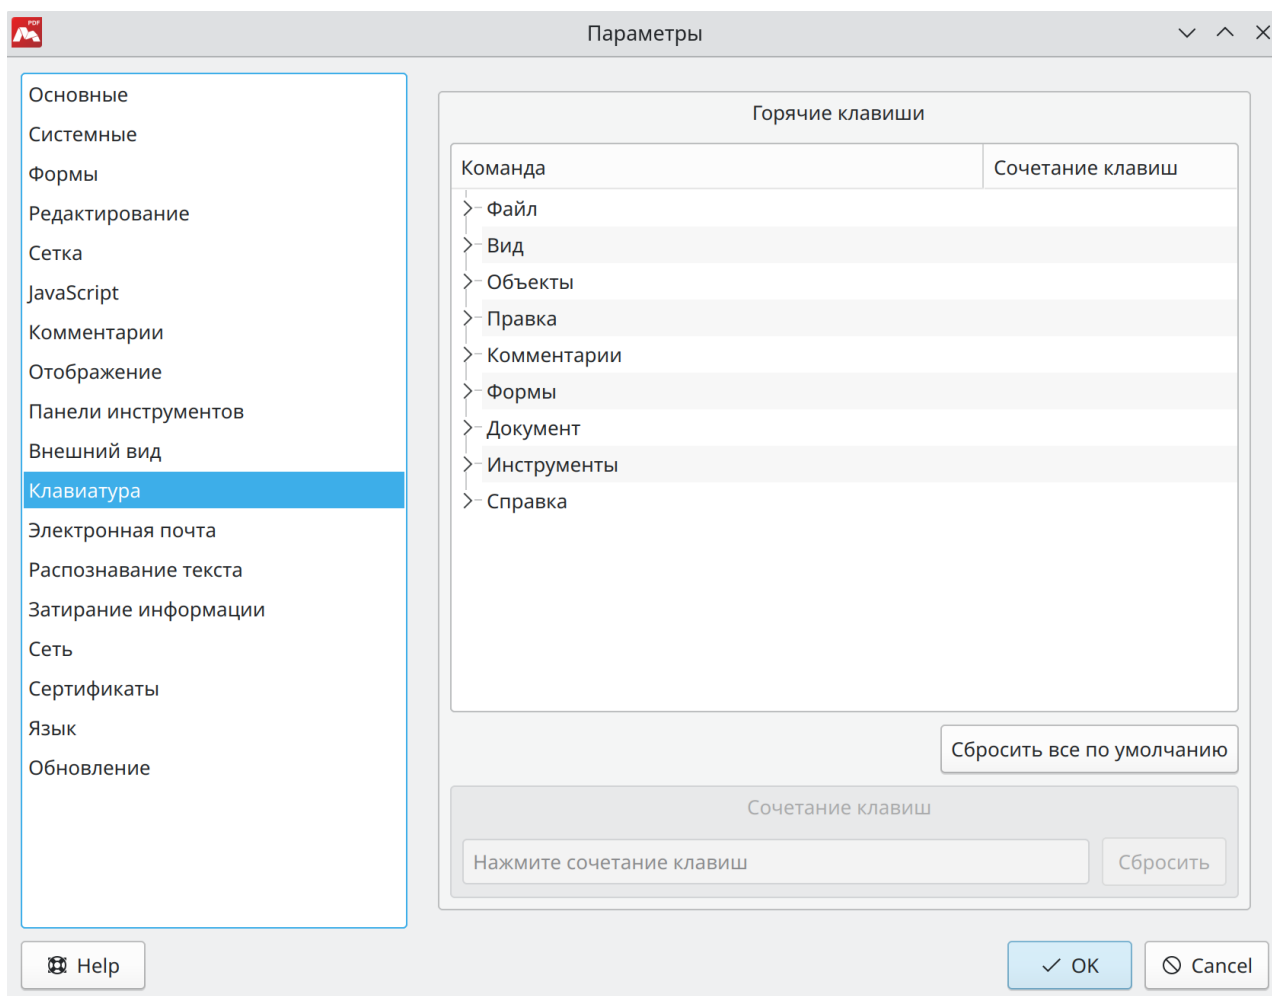 PDF
Параметры
Основные
Системные
Формы
Редактирование
Сетка
JavaScript
Комментарии
Отображение
Панели инструментов
Внешний вид
Клавиатура
Электронная почта
Распознавание текста
Затирание информации
Сеть
Сертификаты
Язык
Обновление
Горячие клавиши
Команда Сочетание клавиш
Файл
Вид
Объекты
Правка
Комментарии
Формы
Документ
Инструменты
Справка
Сбросить все по умолчанию
Сочетание клавиш
Нажмите сочетание клавиш Сбросить
Help OK Cancel